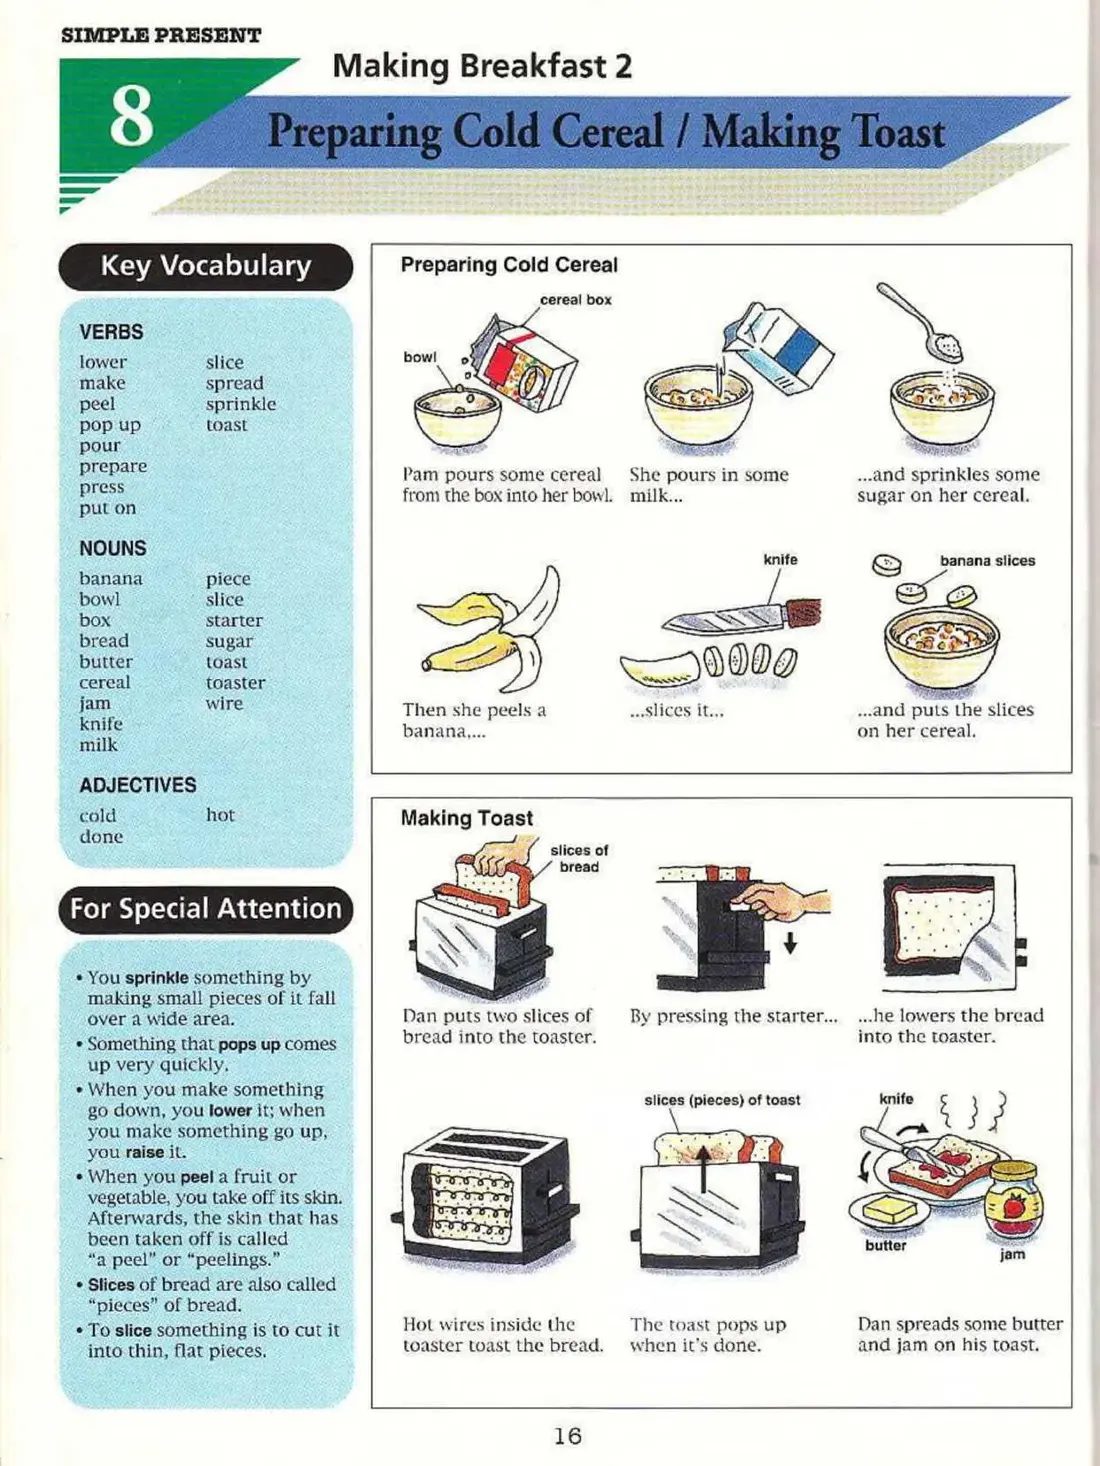 SIMPLE PRESENT
8
Making Breakfast 2
Preparing Cold Cereal / Making Toast
Key Vocabulary
VERBS
lower
make
peel
pop up
pour
prepare
press
put on
slice
spread
sprinkle
toast
NOUNS
banana
bowl
box
bread
butter
cereal
jam
knife
milk
piece
slice
starter
sugar
toast
toaster
wire
ADJECTIVES
cold
done
hot
For Special Attention
• You sprinkle something by
making small pieces of it fall
over a wide area.
• Something that pops up comes
up very quickly.
• When you make something
go down, you lower it; when
you make something go up,
you raise it.
• When you peel a fruit or
vegetable, you take off its skin.
Afterwards, the skin that has
been taken off is called
"a peel" or "peelings."
• Slices of bread are also called
"pieces" of bread.
• To slice something is to cut it
into thin, flat pieces.
Preparing Cold Cereal
cereal box
bowl
Pam pours some cereal
from the box into her bowl.
She pours in some
milk...
...and sprinkles some
sugar on her cereal.
Then she peels a
banana,...
knife
...slices it...
banana slices
...and puts the slices
on her cereal.
Making Toast
slices of
bread
Dan puts two slices of
bread into the toaster.
By pressing the starter...
...he lowers the bread
into the toaster.
Hot wires inside the
toaster toast the bread.
slices (pieces) of toast
The toast pops up
when it's done.
knife
butter
jam
Dan spreads some butter
and jam on his toast.
16